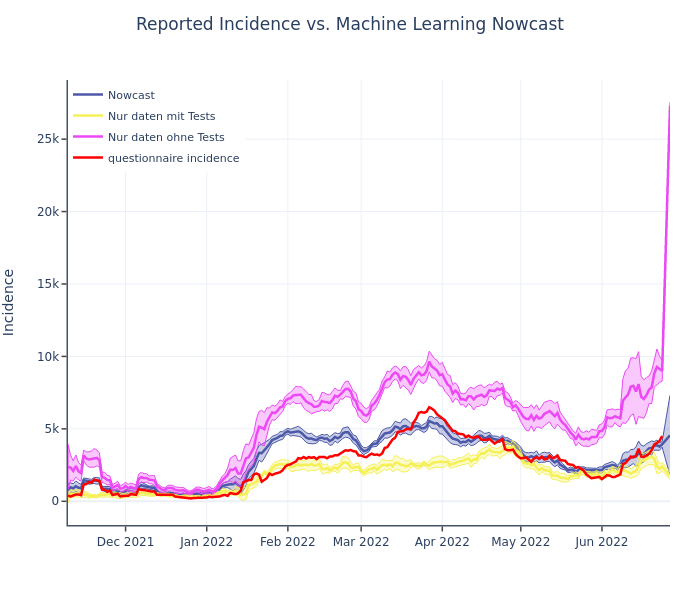 Reported Incidence vs. Machine Learning Nowcast
Nowcast
Nur daten mit Tests
Nur daten ohne Tests
questionnaire incidence
25k
20k
15k
10k
5k
0
Incidence
Dec 2021
Jan 2022
Feb 2022
Mar 2022
Apr 2022
May 2022
Jun 2022